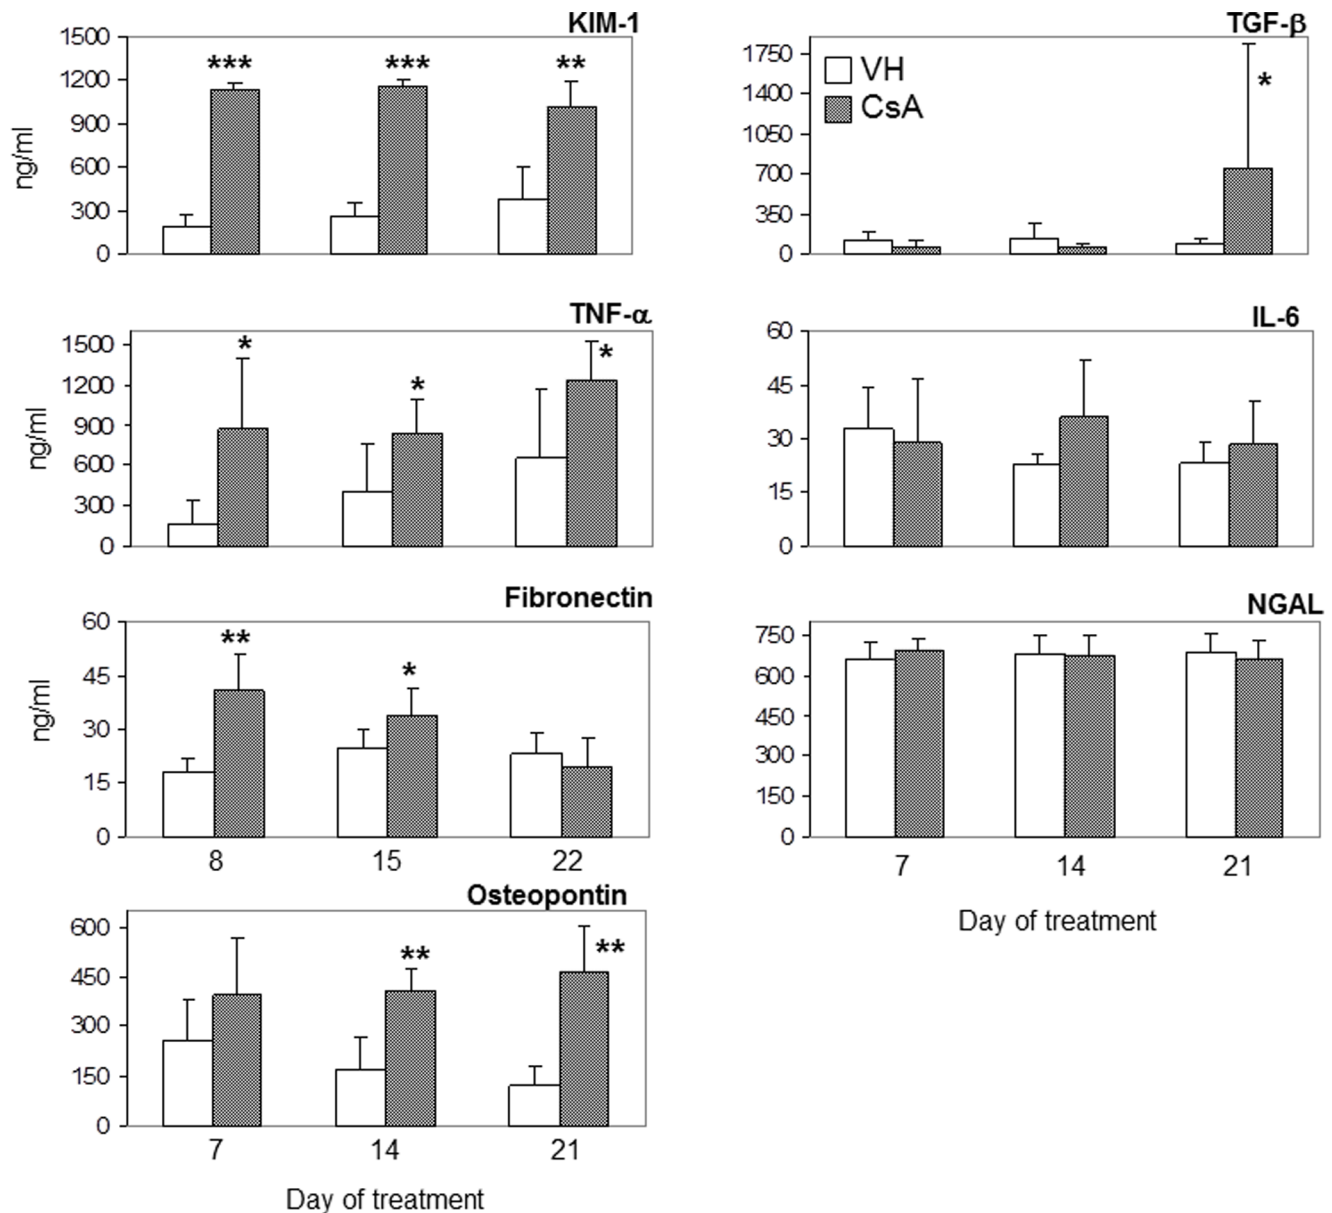 KIM-1
1500
1200
900
600
300
0
ng/ml
***
***
**
TGF-β
1750
1400
1050
700
350
0
VH
CsA
*
TNF-α
1500
1200
900
600
300
0
ng/ml
*
*
*
IL-6
60
45
30
15
0
Fibronectin
60
45
30
15
0
ng/ml
**
*
8 15 22
NGAL
750
600
450
300
150
0
7 14 21
Day of treatment
Osteopontin
600
450
300
150
0
**
**
7 14 21
Day of treatment